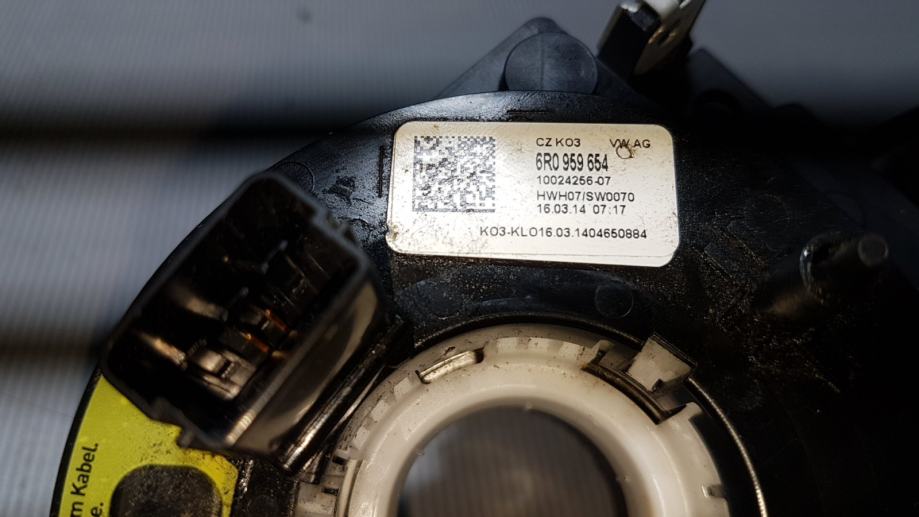 CZ KO3 VW AG
6R0 959 654
10024256-07
HWH07/SW0070
16.03.14 07:17
KO3-KLO16.03.1404650884
m Kabel.
e.